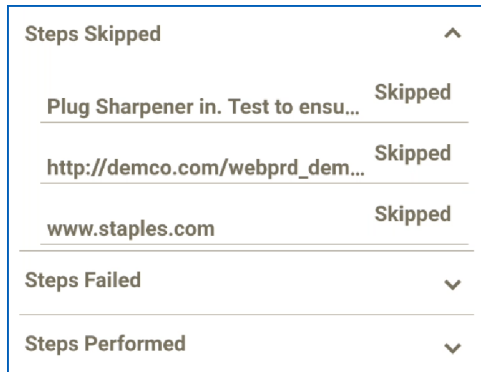 Steps Skipped
Plug Sharpener in. Test to ensu... Skipped
http://demco.com/webprd_dem... Skipped
www.staples.com Skipped
Steps Failed
Steps Performed